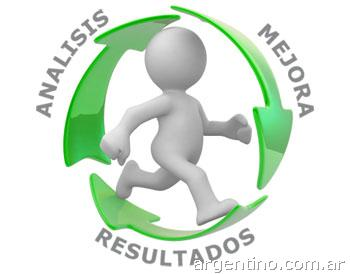 ANALISIS
MEJORA
RESULTADOS
argentino.com.ar